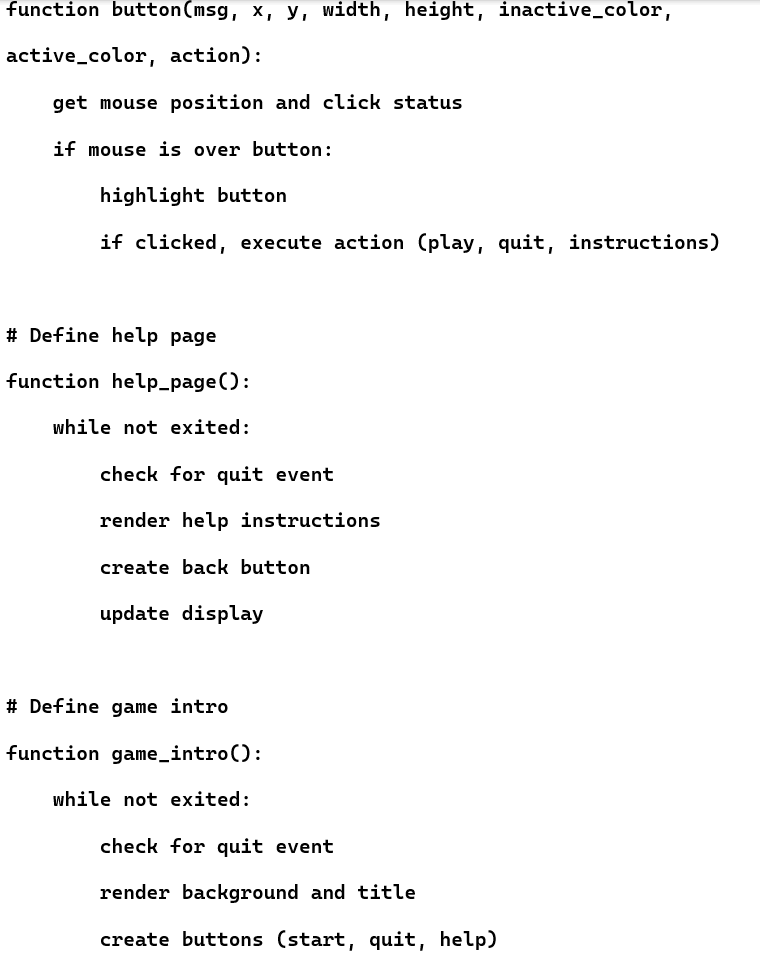 function button(msg, x, y, width, height, inactive_color,
active_color, action):
    get mouse position and click status
    if mouse is over button:
        highlight button
        if clicked, execute action (play, quit, instructions)

# Define help page
function help_page():
    while not exited:
        check for quit event
        render help instructions
        create back button
        update display

# Define game intro
function game_intro():
    while not exited:
        check for quit event
        render background and title
        create buttons (start, quit, help)